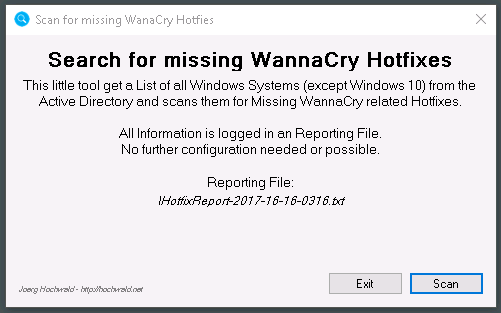 Scan for missing WanaCry Hotfies
Search for missing WannaCry Hotfixes
This little tool get a List of all Windows Systems (except Windows 10) from the
Active Directory and scans them for Missing WannaCry related Hotfixes.
All Information is logged in an Reporting File.
No further configuration needed or possible.
Reporting File:
\HotfixReport-2017-16-16-0316.txt
Joerg Hochwald - http://hochwald.net
Exit
Scan